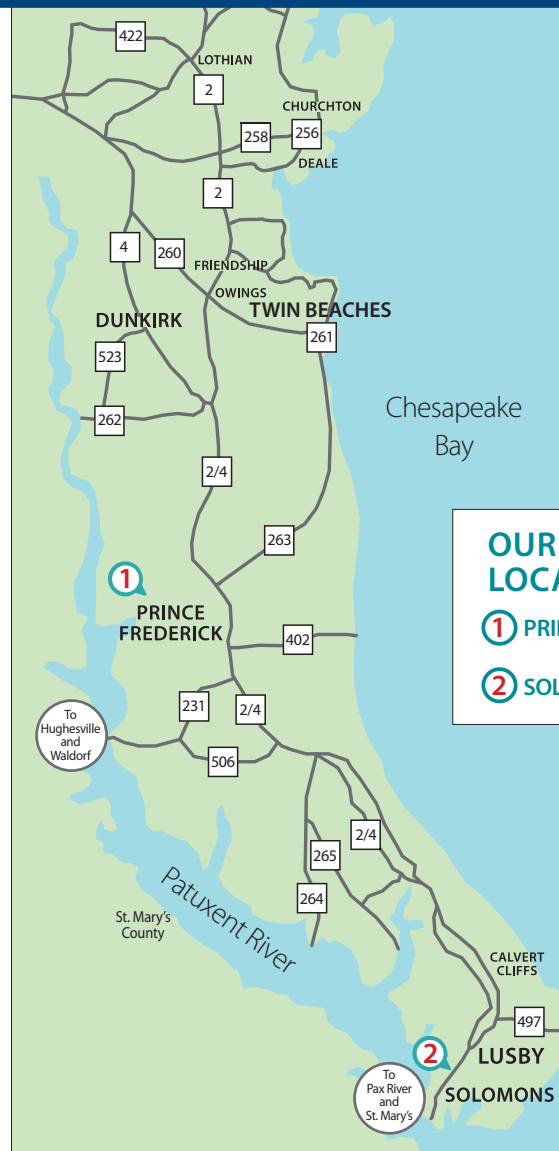 422
LOTHIAN
2
CHURCHTON
258
256
DEALE
2
4
260
FRIENDSHIP
OWINGS
TWIN BEACHES
DUNKIRK
261
523
262
Chesapeake
Bay
2/4
263
OUR
LOCA
1
PRINCE
FREDERICK
1 PRI
402
2 SOL
231
2/4
To
Hughesville
and
Waldorf
506
2/4
265
264
Patuxent River
St. Mary's
County
CALVERT
CLIFFS
497
2
LUSBY
To
Pax River
and
St. Mary's
SOLOMONS